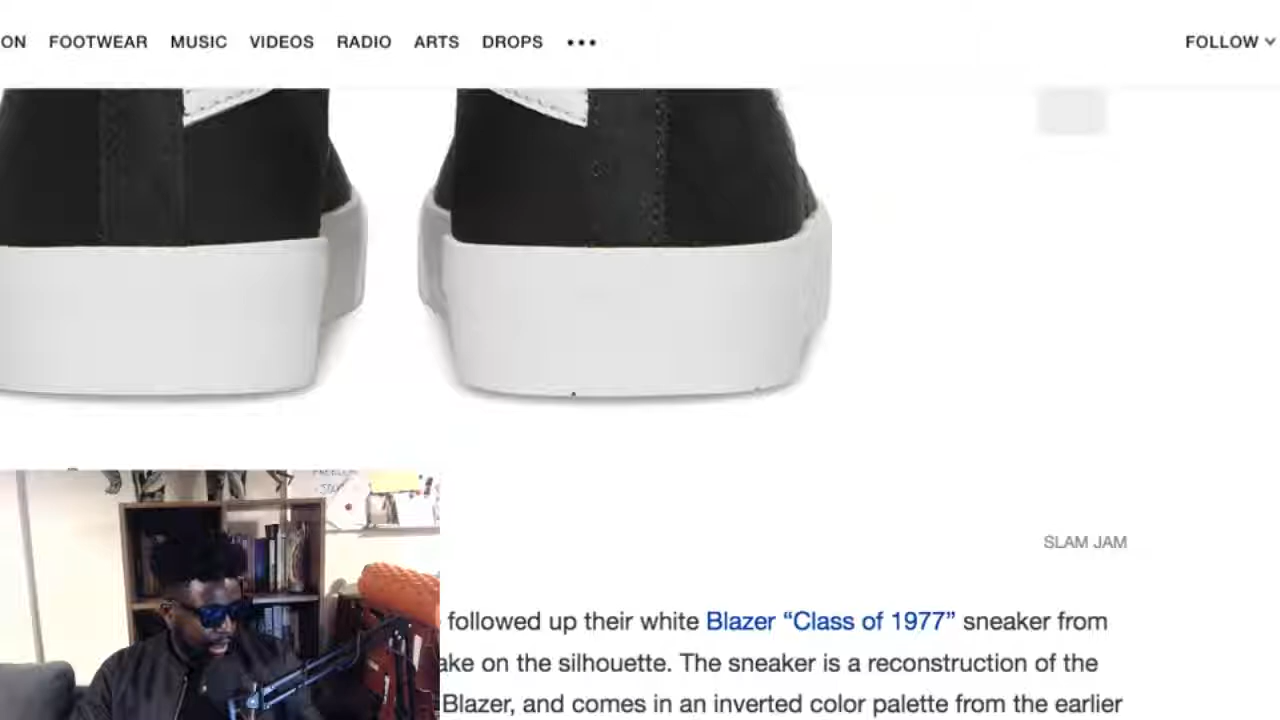 ON FOOTWEAR MUSIC VIDEOS RADIO ARTS DROPS ••• FOLLOW
SLAM JAM
followed up their white Blazer “Class of 1977” sneaker from
ake on the silhouette. The sneaker is a reconstruction of the
Blazer, and comes in an inverted color palette from the earlier